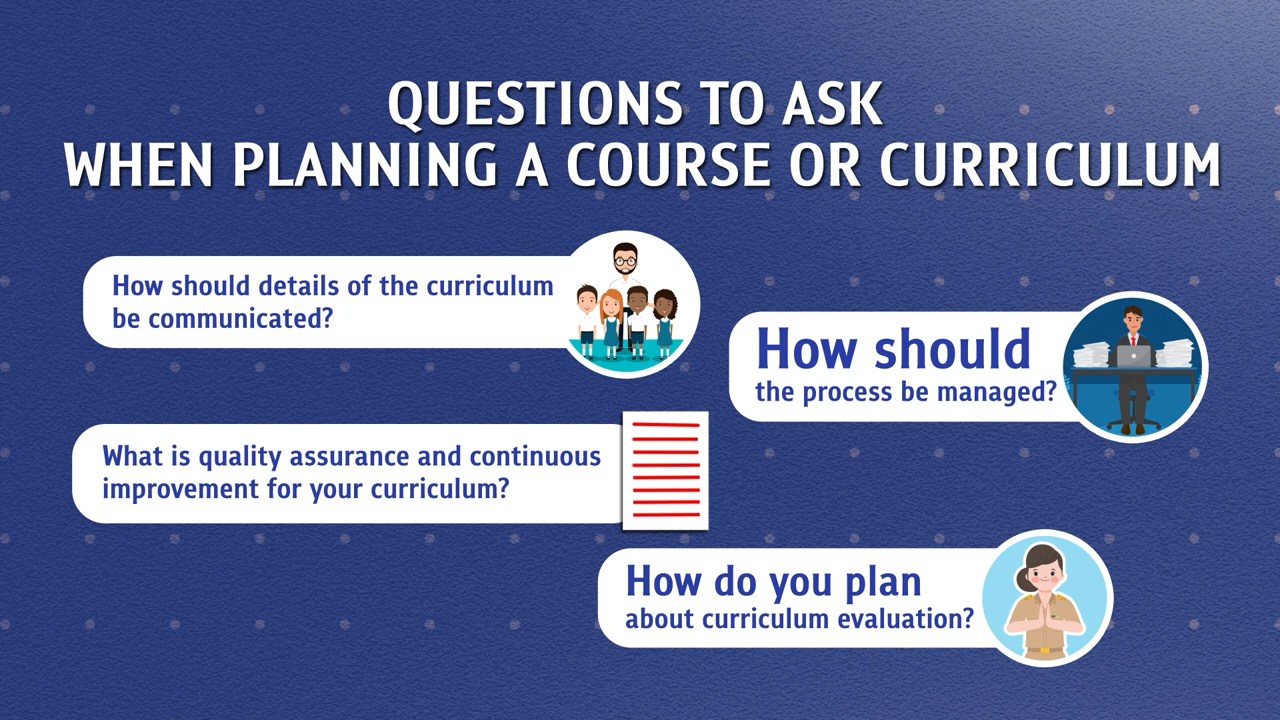 QUESTIONS TO ASK
WHEN PLANNING A COURSE OR CURRICULUM
How should details of the curriculum
be communicated?
How should
the process be managed?
What is quality assurance and continuous
improvement for your curriculum?
How do you plan
about curriculum evaluation?